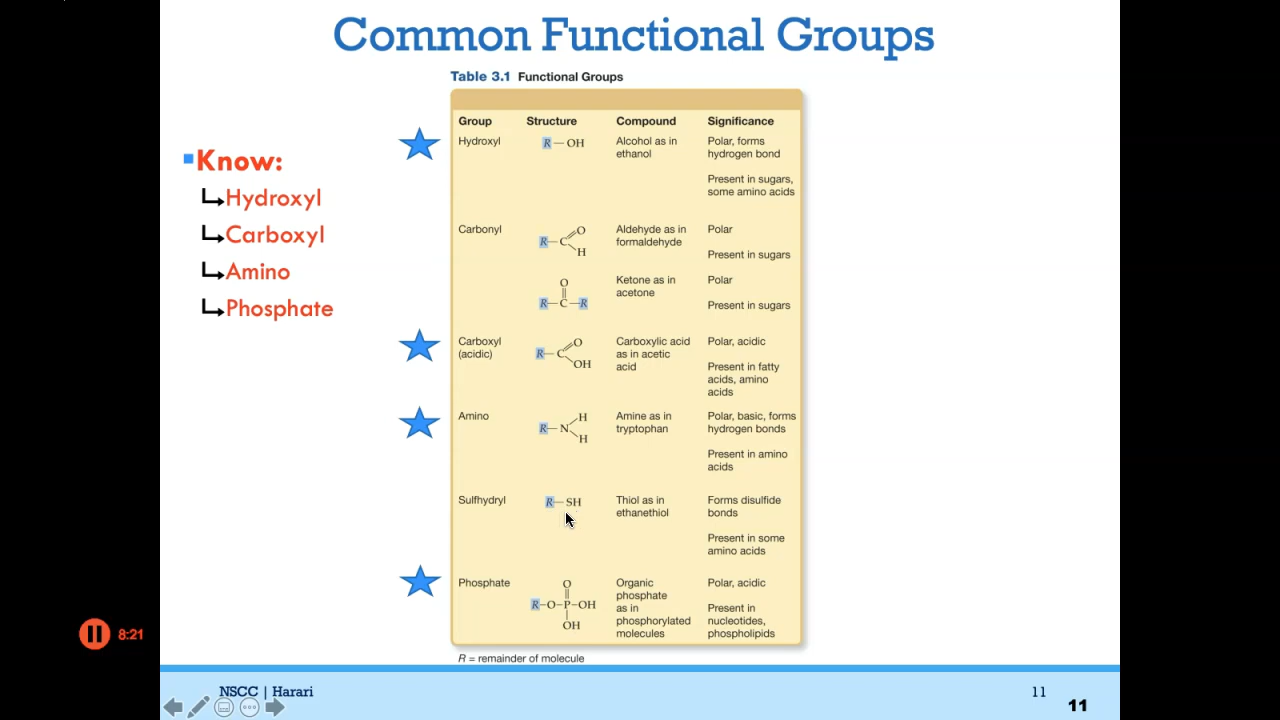 Common Functional Groups
Know:
Hydroxyl
Carboxyl
Amino
Phosphate
Table 3.1 Functional Groups
Group Structure Compound Significance
Hydroxyl R—OH Alcohol as in Polar, forms
ethanol hydrogen bond
Present in sugars,
some amino acids
Carbonyl Aldehyde as in Polar
O
R—C formaldehyde
H Present in sugars
Ketone as in Polar
O acetone
R—C—R Present in sugars
Carboxyl Carboxylic acid Polar, acidic
O
(acidic) R—C as in acetic
OH acid Present in fatty
acids, amino
acids
Amino H Amine as in Polar, basic, forms
R—N tryptophan hydrogen bonds
H
Present in amino
acids
Sulfhydryl R—SH Thiol as in Forms disulfide
ethanethiol bonds
Present in some
amino acids
Phosphate O Organic Polar, acidic
phosphate
R—O—P—OH as in Present in
OH phosphorylated nucleotides,
molecules phospholipids
R = remainder of molecule
8:21
NSCC | Harari 11
11